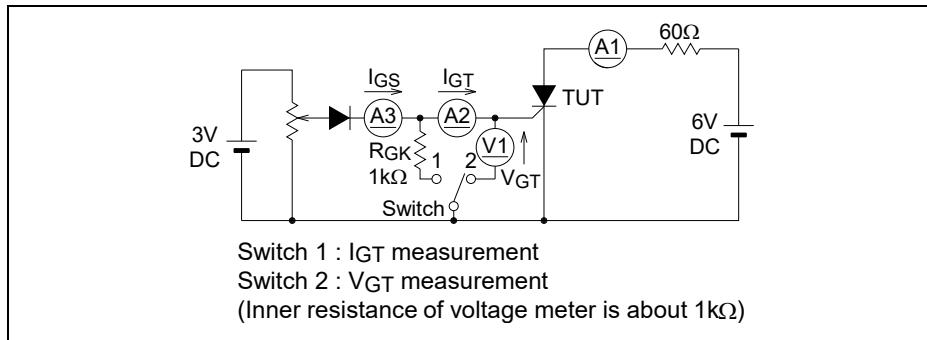 60Ω
A1
IGS
IGT
TUT
A3
A2
3V
DC
6V
DC
RGK
1kΩ
1
2
V1
VGT
Switch
Switch 1 : IGT measurement
Switch 2 : VGT measurement
(Inner resistance of voltage meter is about 1kΩ)